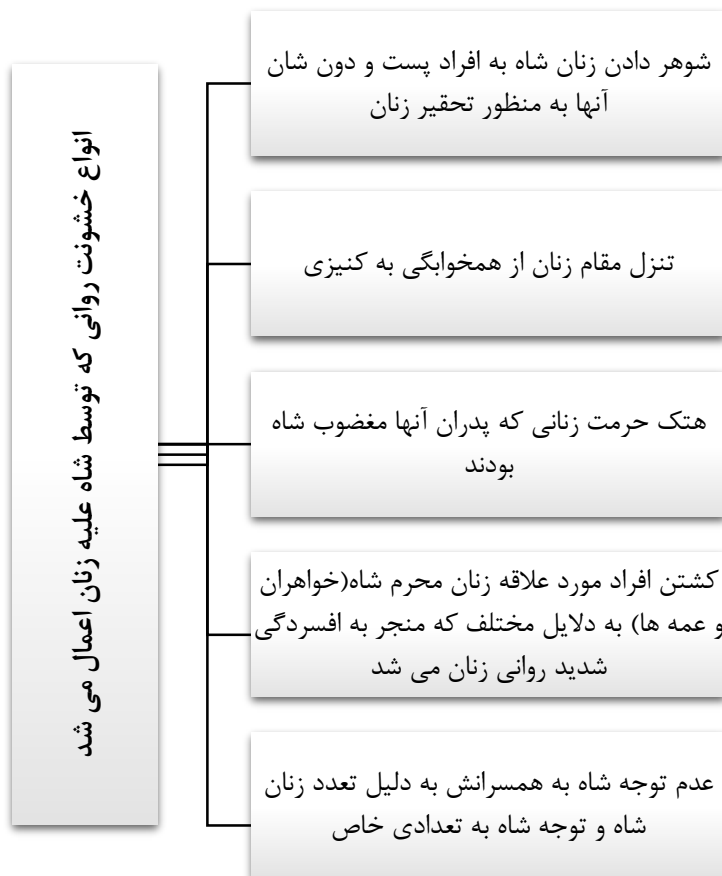 انواع خشونت روانی که توسط شاه علیه زنان اعمال می شد
شوهر دادن زنان شاه به افراد پست و دون شان
آنها به منظور تحقیر زنان
تنزل مقام زنان از همخوابگی به کنیزی
هتک حرمت زنانی که پدران آنها مغضوب شاه
بودند
کشتن افراد مورد علاقه زنان محرم شاه(خواهران
و عمه ها) به دلایل مختلف که منجر به افسردگی
شدید روانی زنان می شد
عدم توجه شاه به همسرانش به دلیل تعدد زنان
شاه و توجه شاه به تعدادی خاص